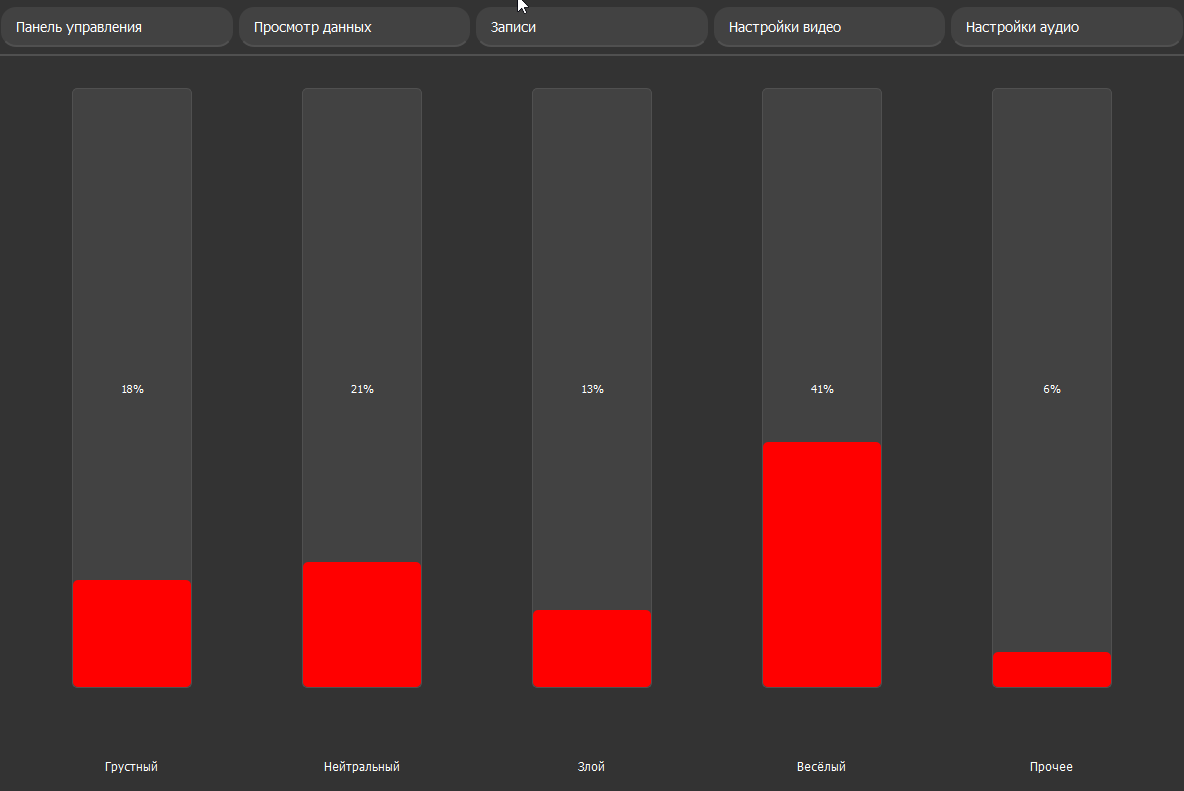 Панель управления
Просмотр данных
Записи
Настройки видео
Настройки аудио
18%
21%
13%
41%
6%
Грустный
Нейтральный
Злой
Весёлый
Прочее